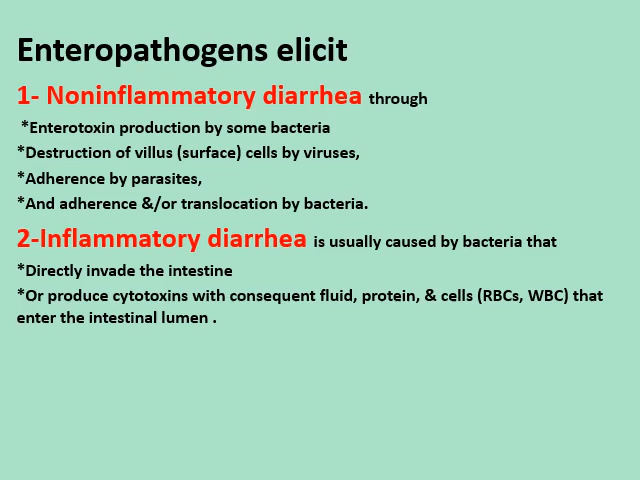 Enteropathogens elicit
1- Noninflammatory diarrhea through
*Enterotoxin production by some bacteria
*Destruction of villus (surface) cells by viruses,
*Adherence by parasites,
*And adherence &/or translocation by bacteria.
2-Inflammatory diarrhea is usually caused by bacteria that
*Directly invade the intestine
*Or produce cytotoxins with consequent fluid, protein, & cells (RBCs, WBC) that
enter the intestinal lumen .